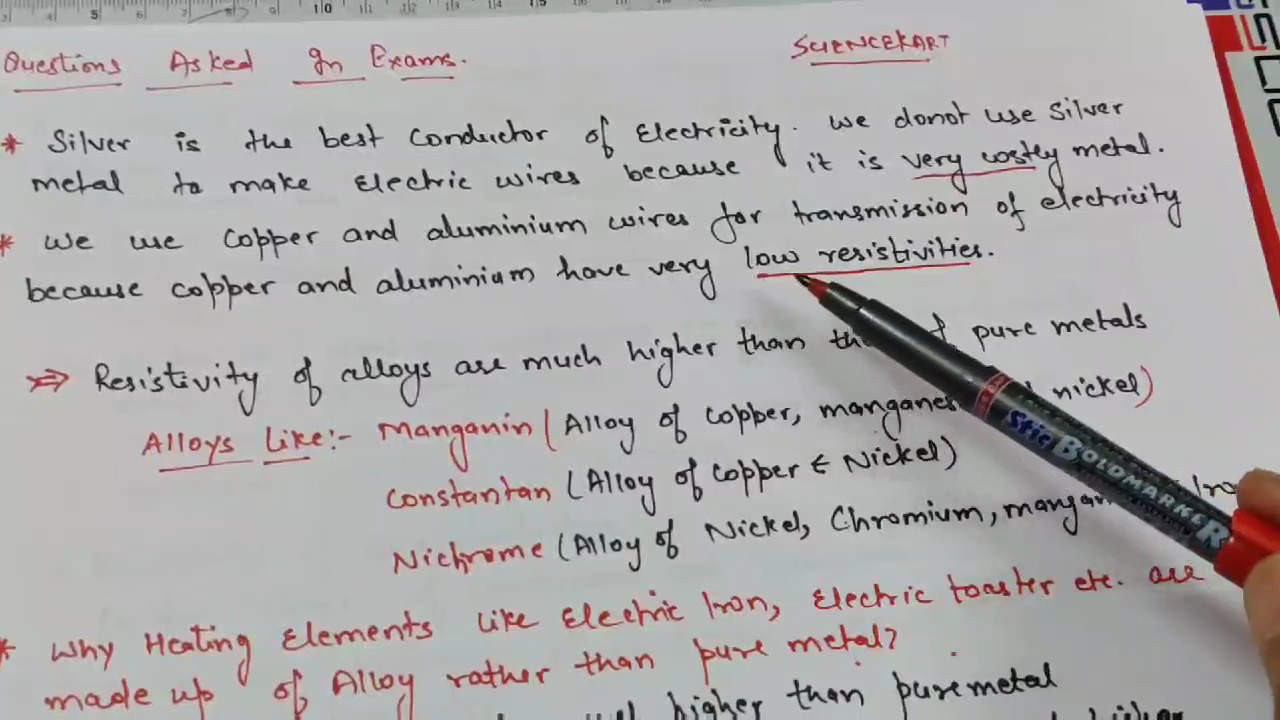 Questions Asked In Exams.
SCIENCEKART
* Silver is the best conductor of Electricity. We donot use silver
metal to make Electric wires because it is very costly metal.
* We use copper and aluminium wires for transmission of electricity
because copper and aluminium have very low resistivities.
⇒ Resistivity of alloys are much higher than pure metals
Alloys Like:- Manganin (Alloy of copper, nickel)
Constantan (Alloy of copper & Nickel)
Nichrome (Alloy of Nickel, Chromium,
* Why Heating Elements like Electric Iron, Electric toaster etc. are
made up of Alloy rather than pure metal?
higher than pure metal
Stic BOLDMARKER